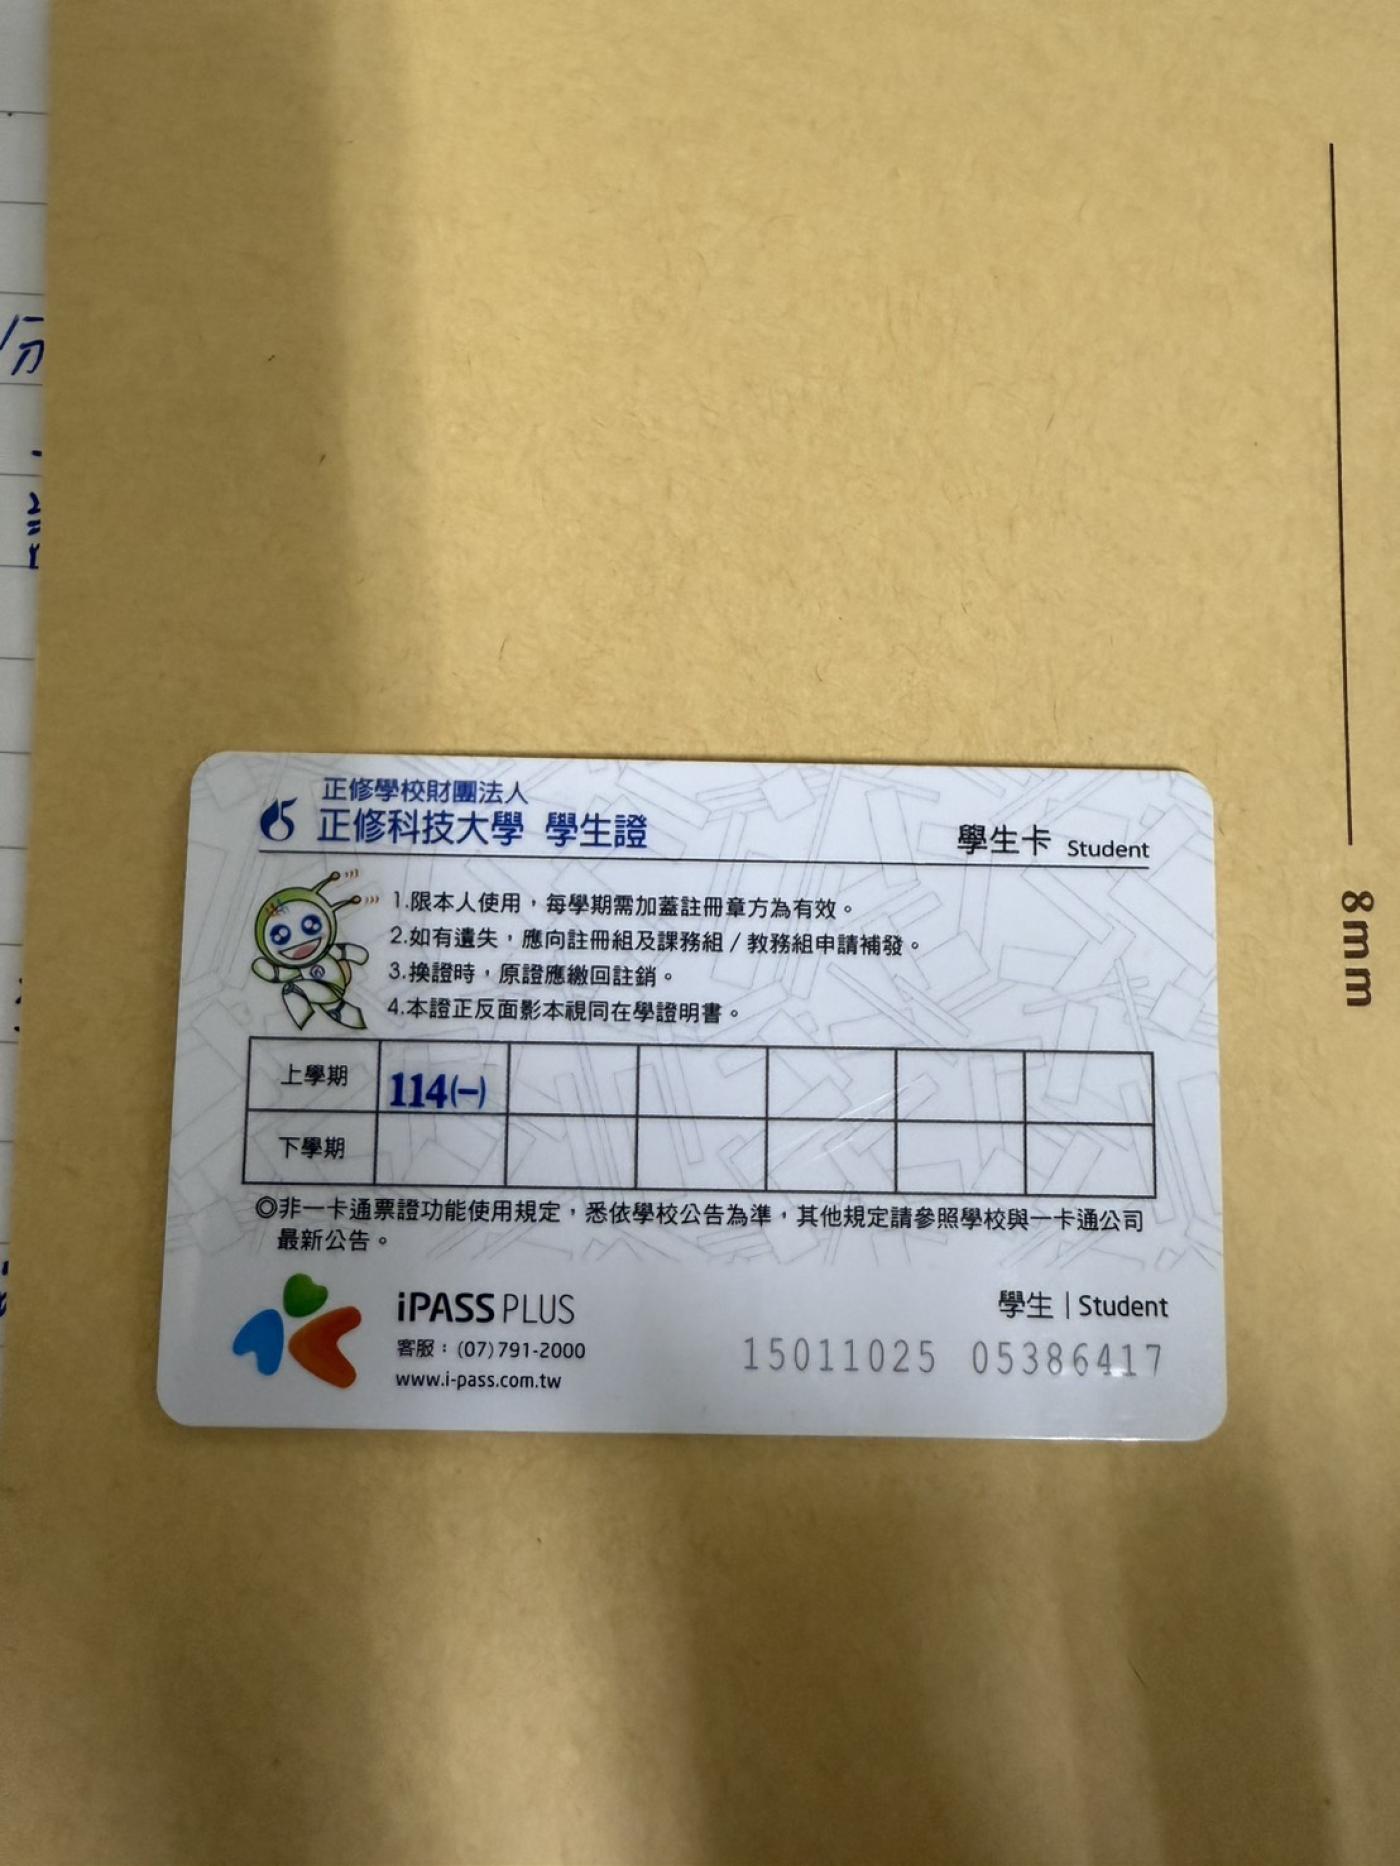 正修學校財團法人
正修科技大學 學生證
學生卡 Student
1.限本人使用，每學期需加蓋註冊章方為有效。
2.如有遺失，應向註冊組及課務組/教務組申請補發。
3.換證時，原證應繳回註銷。
4.本證正反面影本視同在學證明書。
上學期 114(一)
下學期
◎非一卡通票證功能使用規定，悉依學校公告為準，其他規定請參照學校與一卡通公司
最新公告。
iPASS PLUS
學生|Student
客服：(07)791-2000
15011025 05386417
www.i-pass.com.tw
8mm